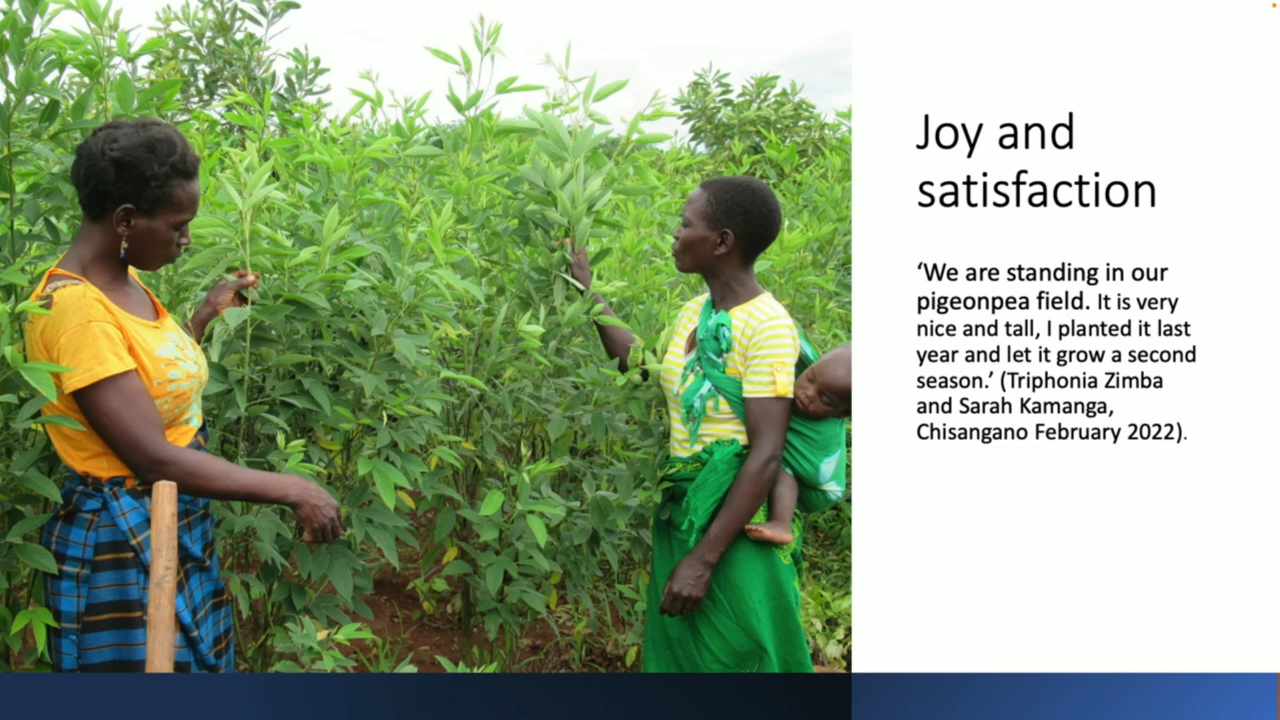 Joy and
satisfaction
‘We are standing in our
pigeonpea field. It is very
nice and tall, I planted it last
year and let it grow a second
season.’ (Triphonia Zimba
and Sarah Kamanga,
Chisangano February 2022).